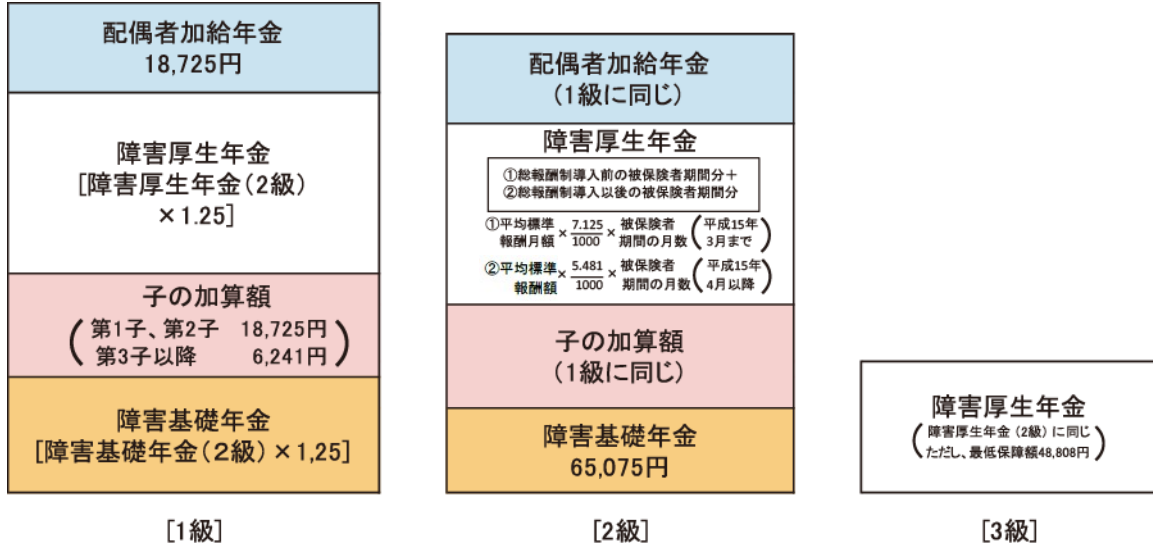 配偶者加給年金
18,725円
障害厚生年金
[障害厚生年金(2級)
×1.25]
子の加算額
(第1子、第2子 18,725円
第3子以降 6,241円)
障害基礎年金
[障害基礎年金(2級)×1,25]
[1級]
配偶者加給年金
(1級に同じ)
障害厚生年金
①総報酬制導入前の被保険者期間分+
②総報酬制導入以後の被保険者期間分
①平均標準報酬月額×7.125/1000×被保険者期間の月数(平成15年3月まで)
②平均標準報酬額×5.481/1000×被保険者期間の月数(平成15年4月以降)
子の加算額
(1級に同じ)
障害基礎年金
65,075円
[2級]
障害厚生年金
(障害厚生年金(2級)に同じ
ただし、最低保障額48,808円)
[3級]